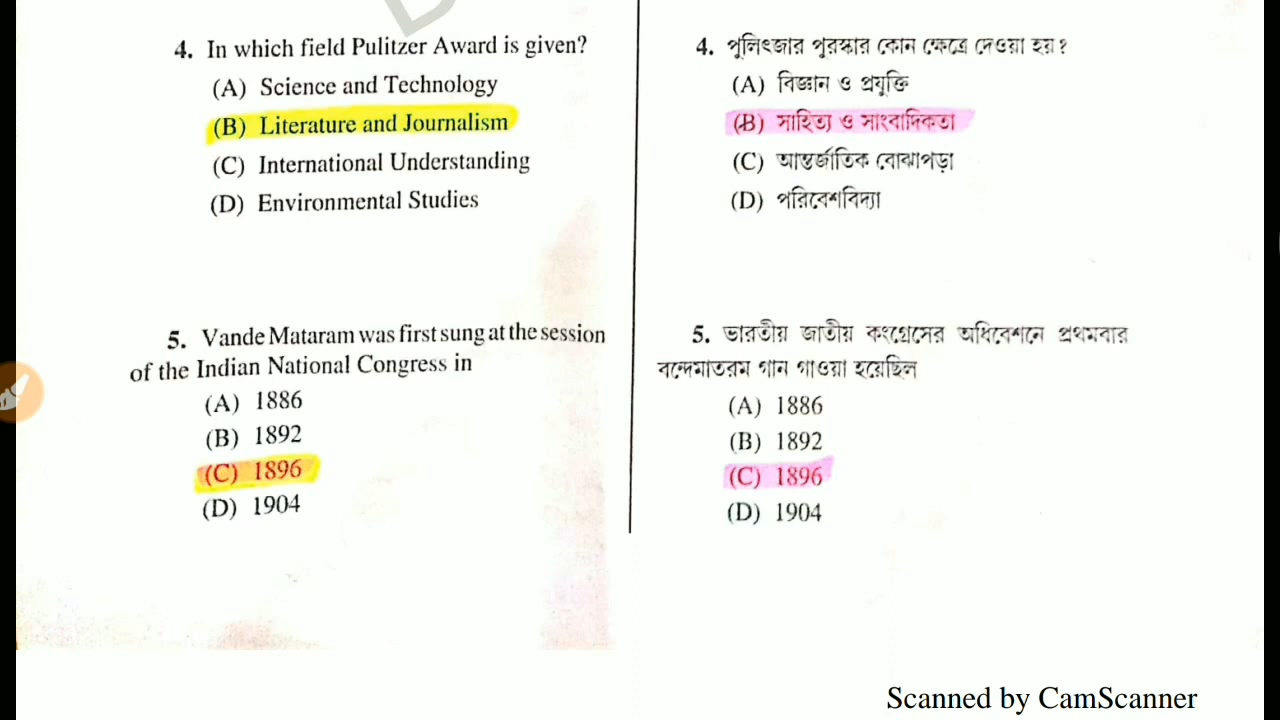 4. In which field Pulitzer Award is given?
(A) Science and Technology
(B) Literature and Journalism
(C) International Understanding
(D) Environmental Studies
5. Vande Mataram was first sung at the session
of the Indian National Congress in
(A) 1886
(B) 1892
(C) 1896
(D) 1904
4. পুলিৎজার পুরস্কার কোন ক্ষেত্রে দেওয়া হয়?
(A) বিজ্ঞান ও প্রযুক্তি
(B) সাহিত্য ও সাংবাদিকতা
(C) আন্তর্জাতিক বোঝাপড়া
(D) পরিবেশবিদ্যা
5. ভারতীয় জাতীয় কংগ্রেসের অধিবেশনে প্রথমবার
বন্দেমাতরম গান গাওয়া হয়েছিল
(A) 1886
(B) 1892
(C) 1896
(D) 1904
Scanned by CamScanner